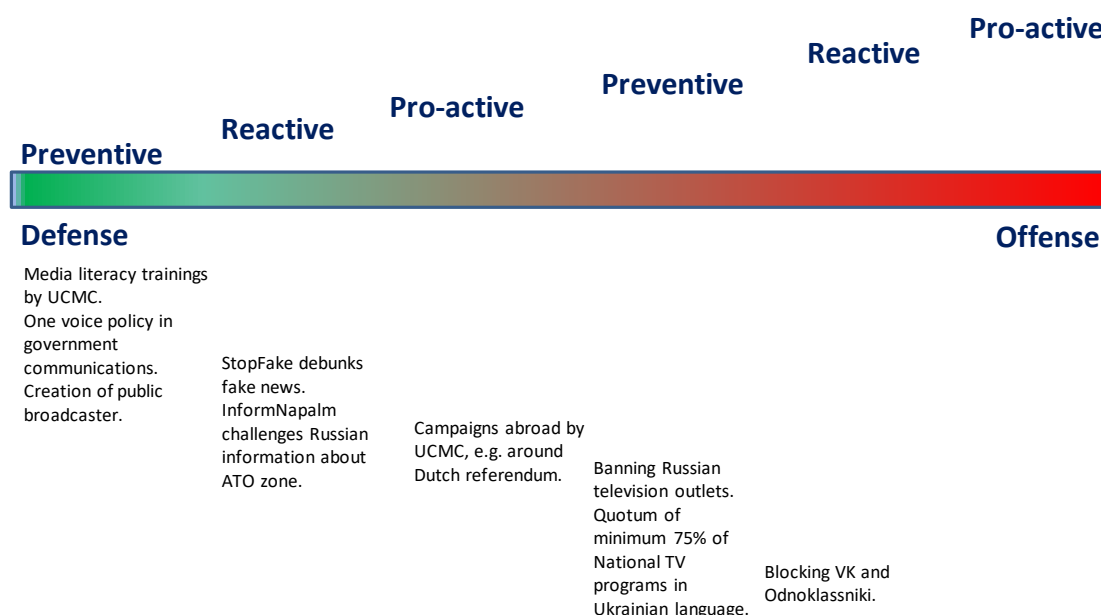 Pro-active
Reactive
Preventive
Pro-active
Reactive
Preventive
Defense
Offense
Media literacy trainings
by UCMC.
One voice policy in
government
communications.
Creation of public
broadcaster.
StopFake debunks
fake news.
InformNapalm
challenges Russian
information about
ATO zone.
Campaigns abroad by
UCMC, e.g. around
Dutch referendum.
Banning Russian
television outlets.
Quotum of
minimum 75% of
National TV
programs in
Ukrainian language.
Blocking VK and
Odnoklassniki.